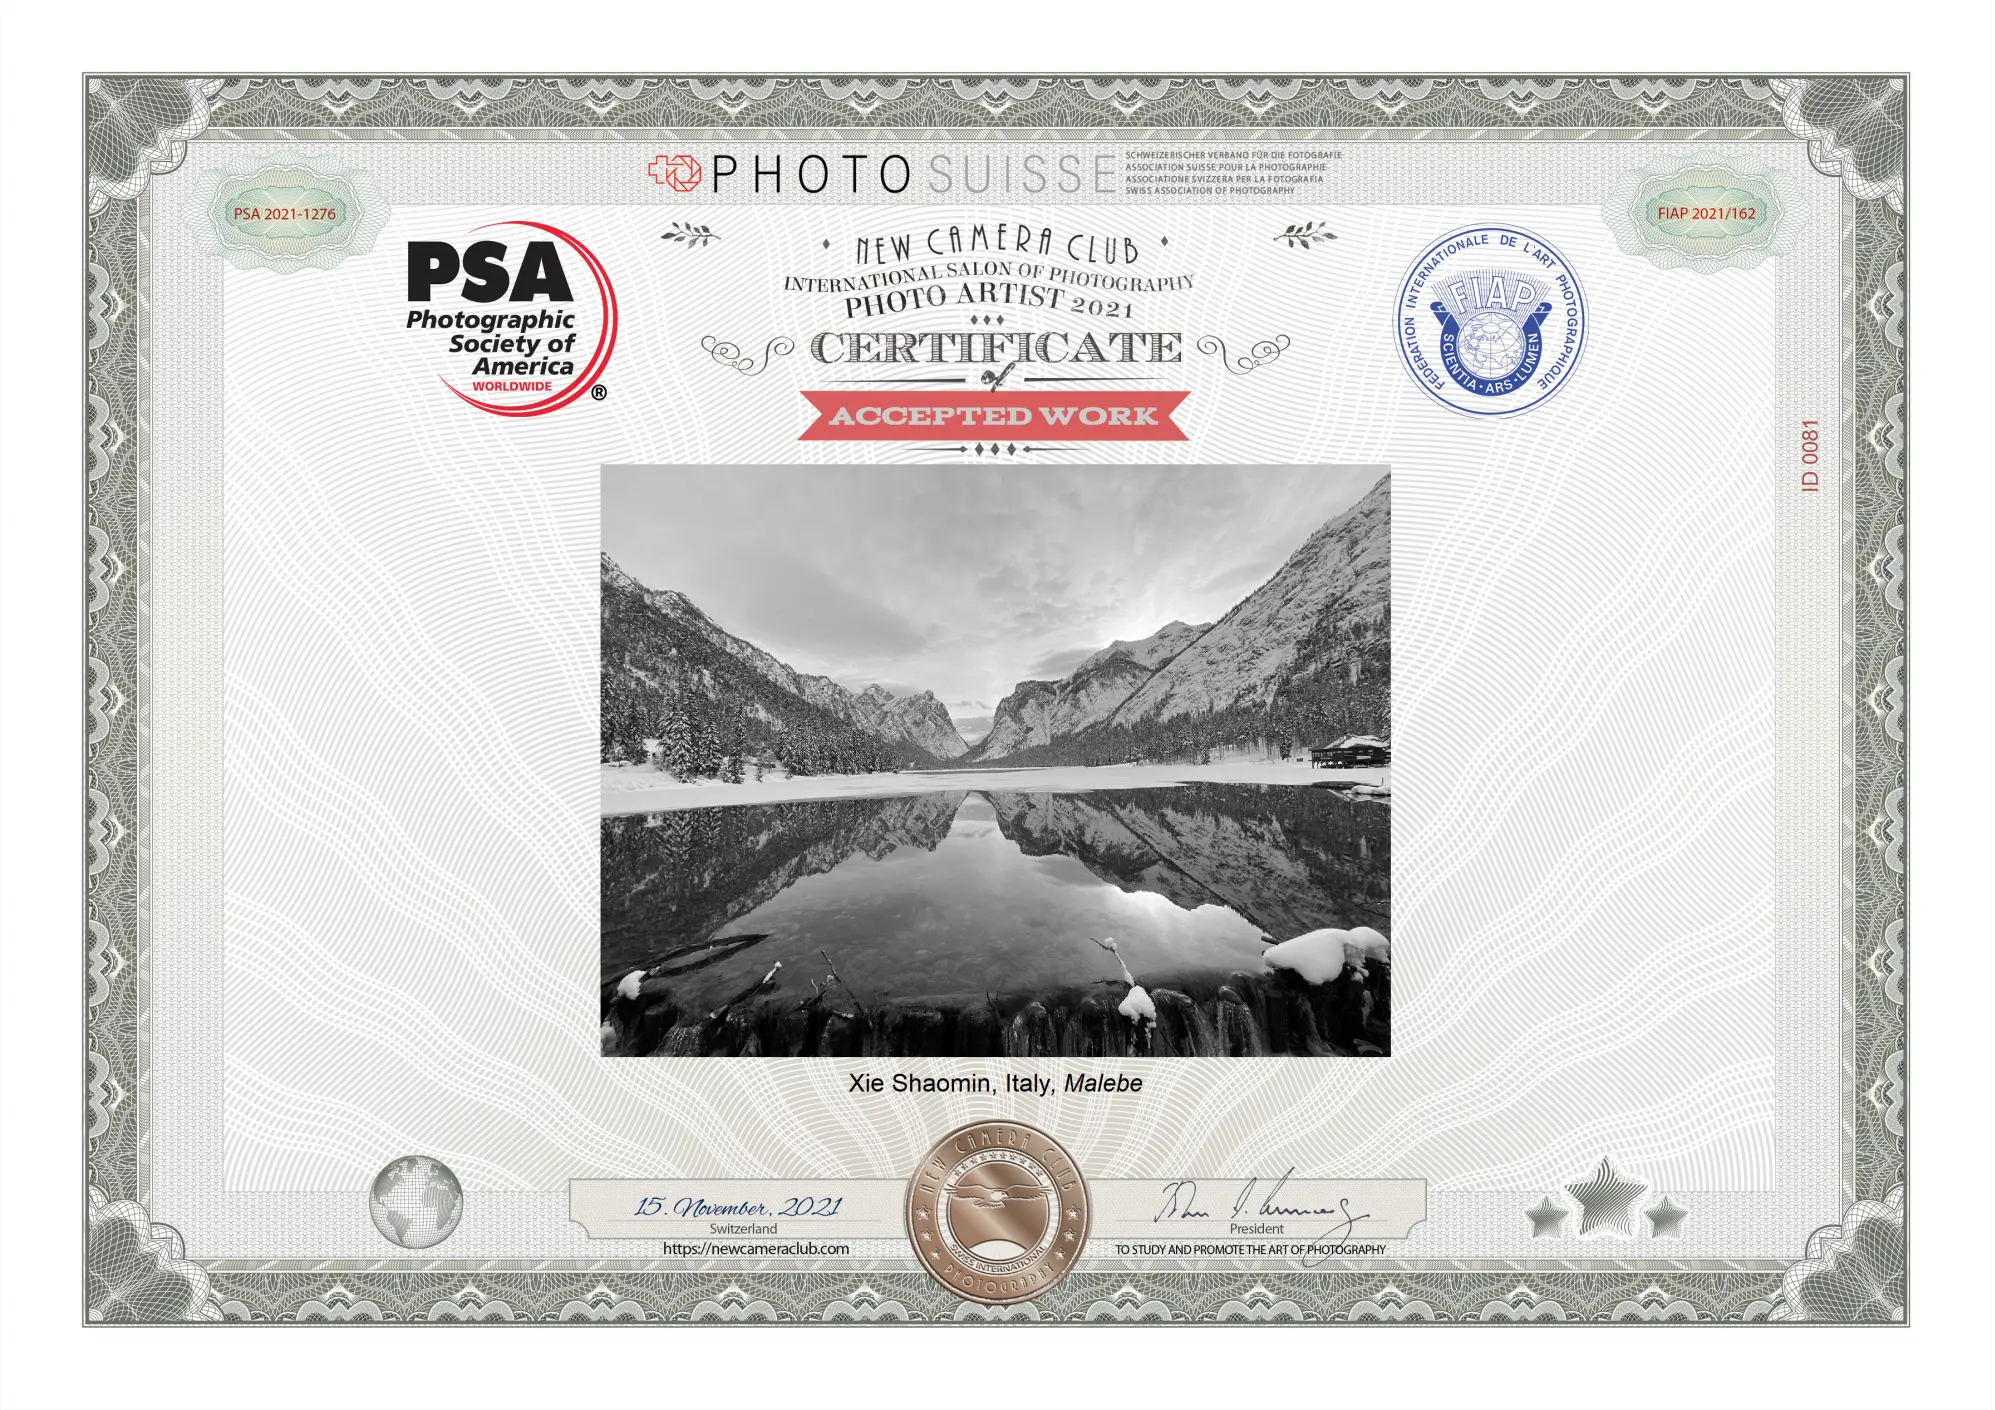 PHOTO SUISSE
SCHWEIZERISCHER VERBAND FÜR DIE FOTOGRAFIE
ASSOCIATION SUISSE POUR LA PHOTOGRAPHIE
ASSOCIATIONE SVIZZERA PER LA FOTOGRAFIA
SWISS ASSOCIATION OF PHOTOGRAPHY
PSA 2021-1276
FIAP 2021/162
PSA
Photographic
Society of
America
WORLDWIDE
®
NEW CAMERA CLUB
INTERNATIONAL SALON OF PHOTOGRAPHY
PHOTO ARTIST 2021
CERTIFICATE
of
ACCEPTED WORK
FEDERATION INTERNATIONALE DE L'ART PHOTOGRAPHIQUE
FIAP
SCIENTIA · ARS · LUMEN
ID 0081
Xie Shaomin, Italy, Malebe
15. November, 2021
Switzerland
https://newcameraclub.com
NEW CAMERA CLUB
SWISS INTERNATIONAL
PHOTOGRAPHY
President
TO STUDY AND PROMOTE THE ART OF PHOTOGRAPHY